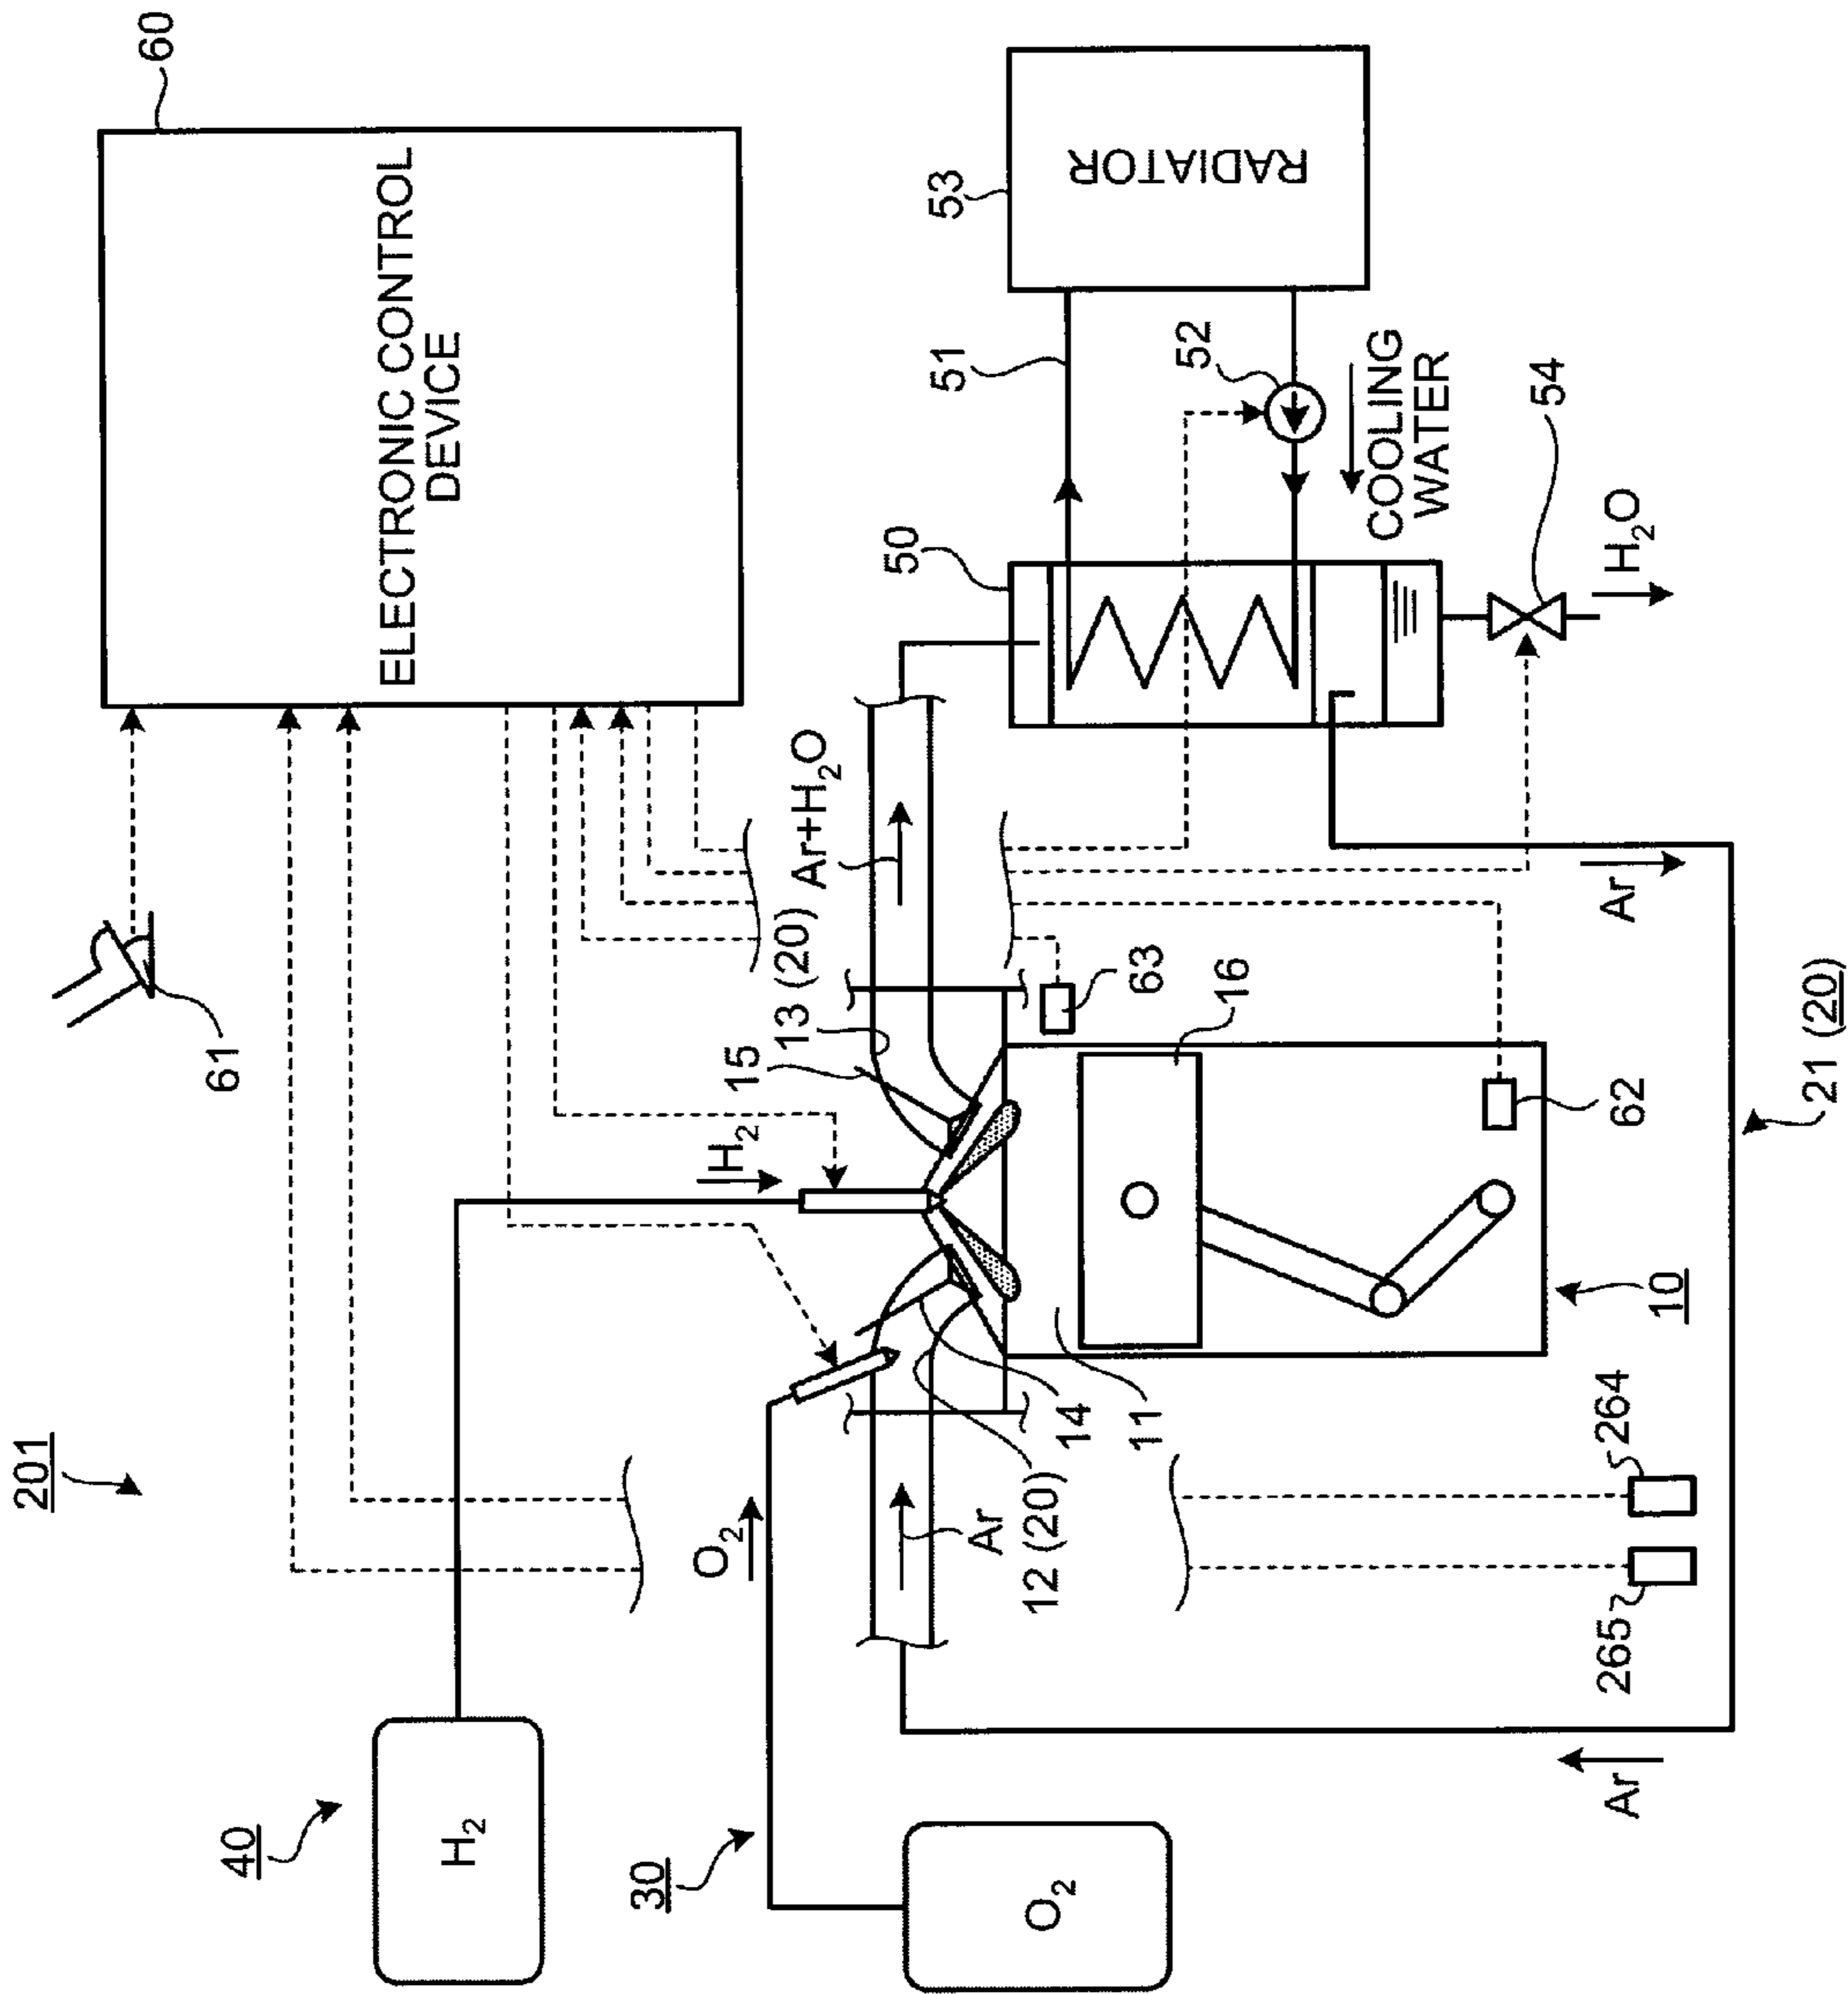 201
61
60
ELECTRONIC CONTROL
DEVICE
40
H₂
30
O₂
O₂
H₂
15
13 (20)
Ar+H₂O
50
51
53
RADIATOR
52
COOLING
WATER
54
H₂O
Ar
12 (20)
14
11
63
16
62
10
264
265
Ar
Ar
21 (20)